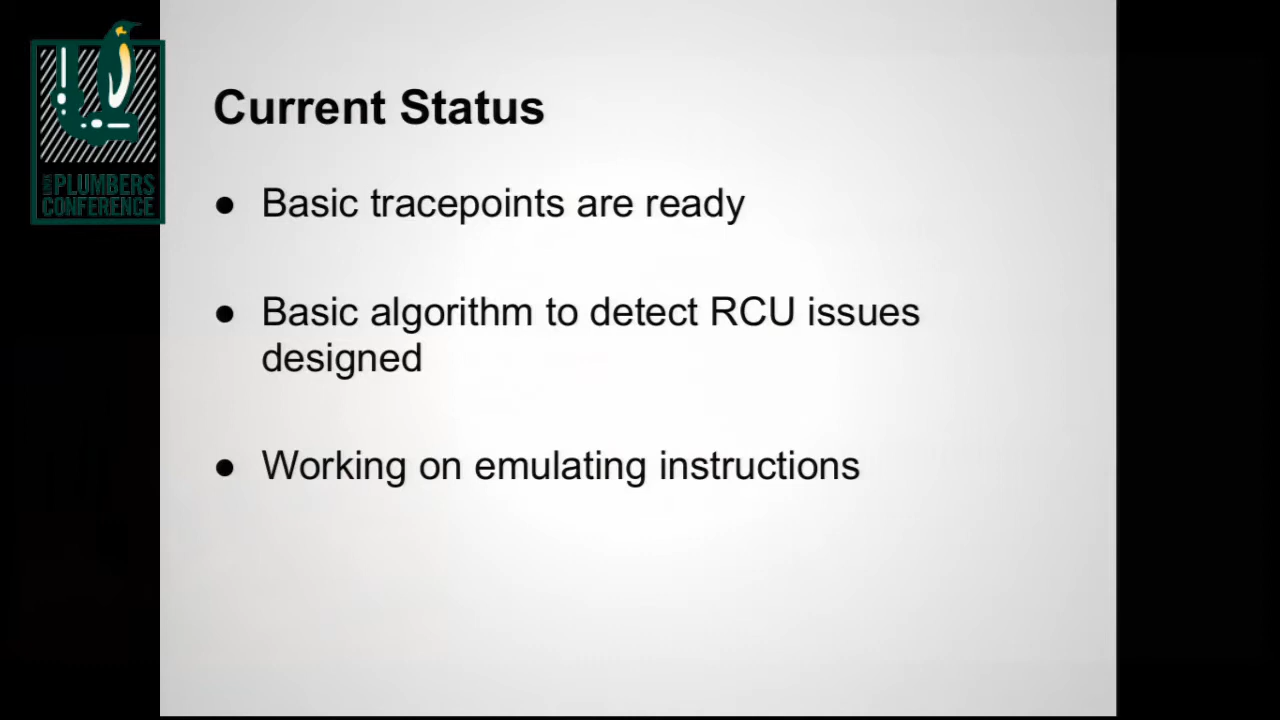 LINUX
PLUMBERS
CONFERENCE
Current Status
● Basic tracepoints are ready
● Basic algorithm to detect RCU issues
designed
● Working on emulating instructions